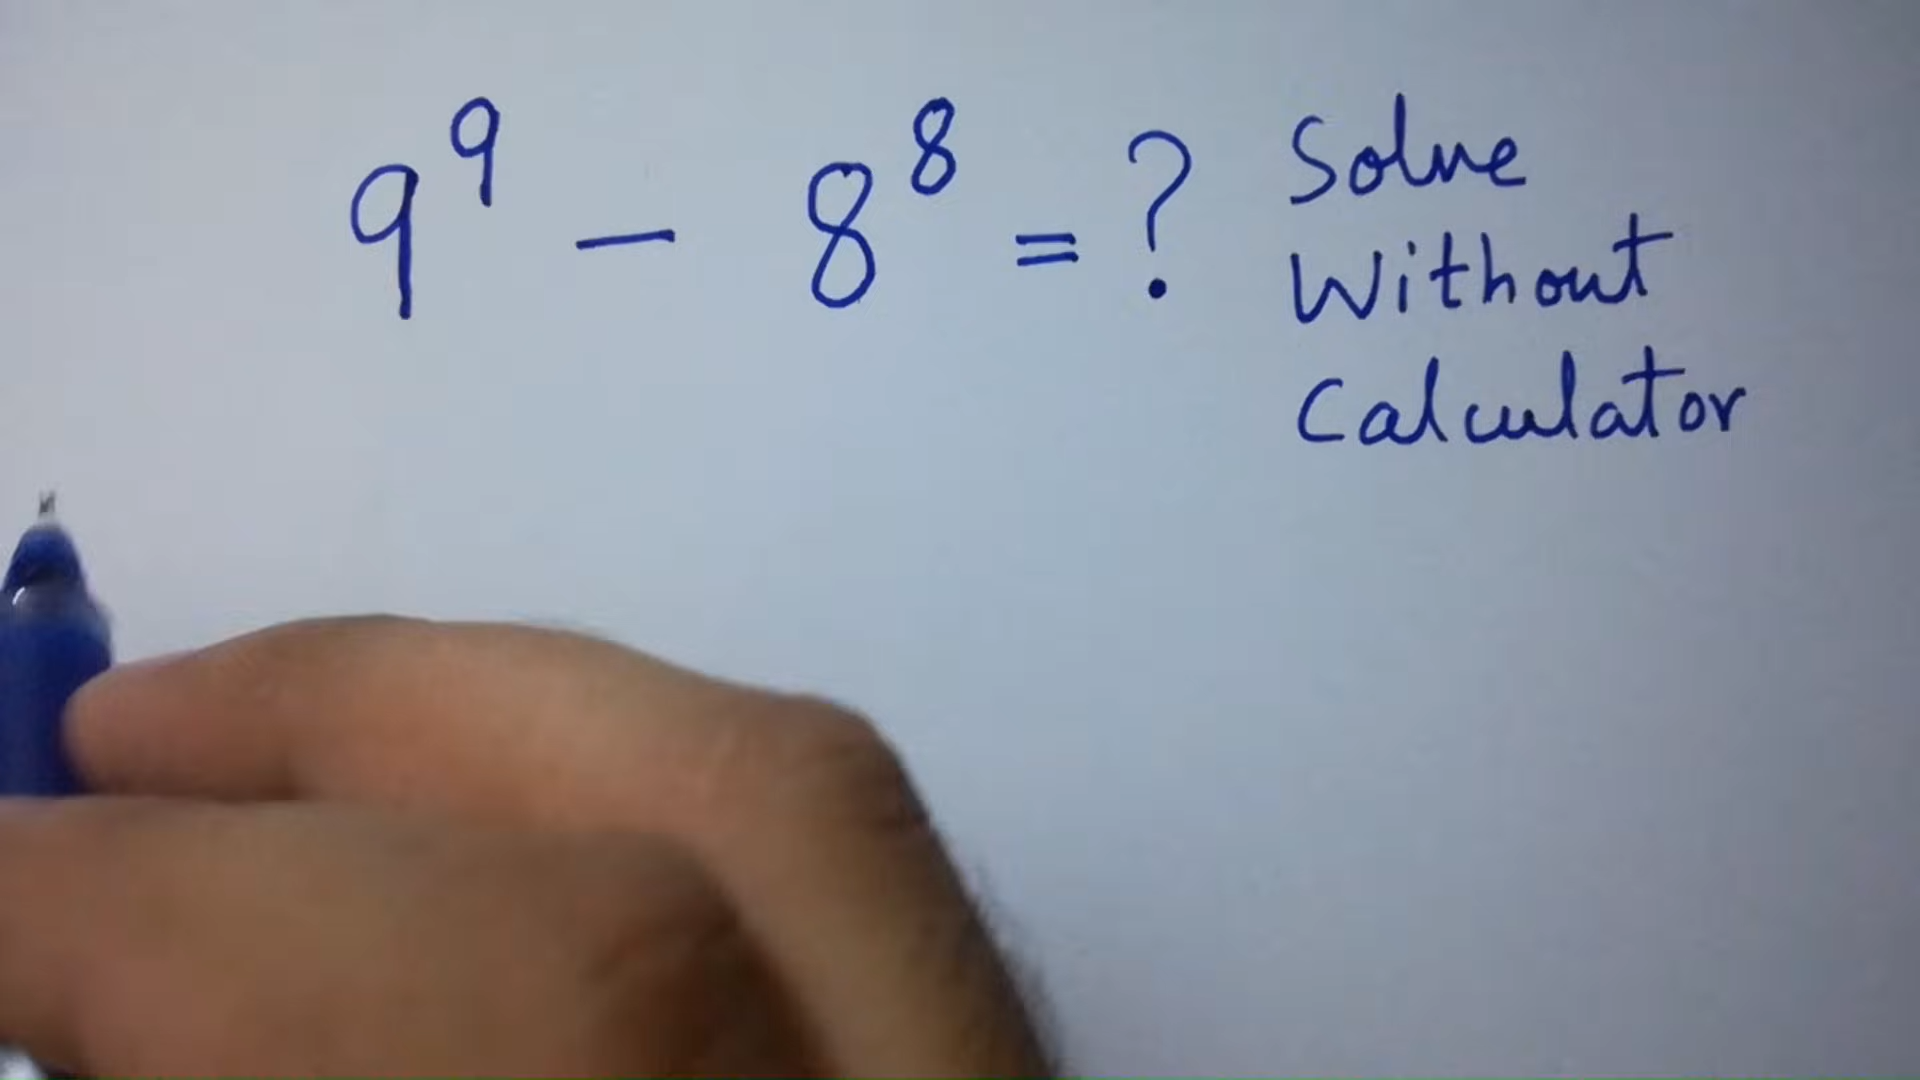 9⁹ – 8⁸ = ?
Solve
Without
Calculator